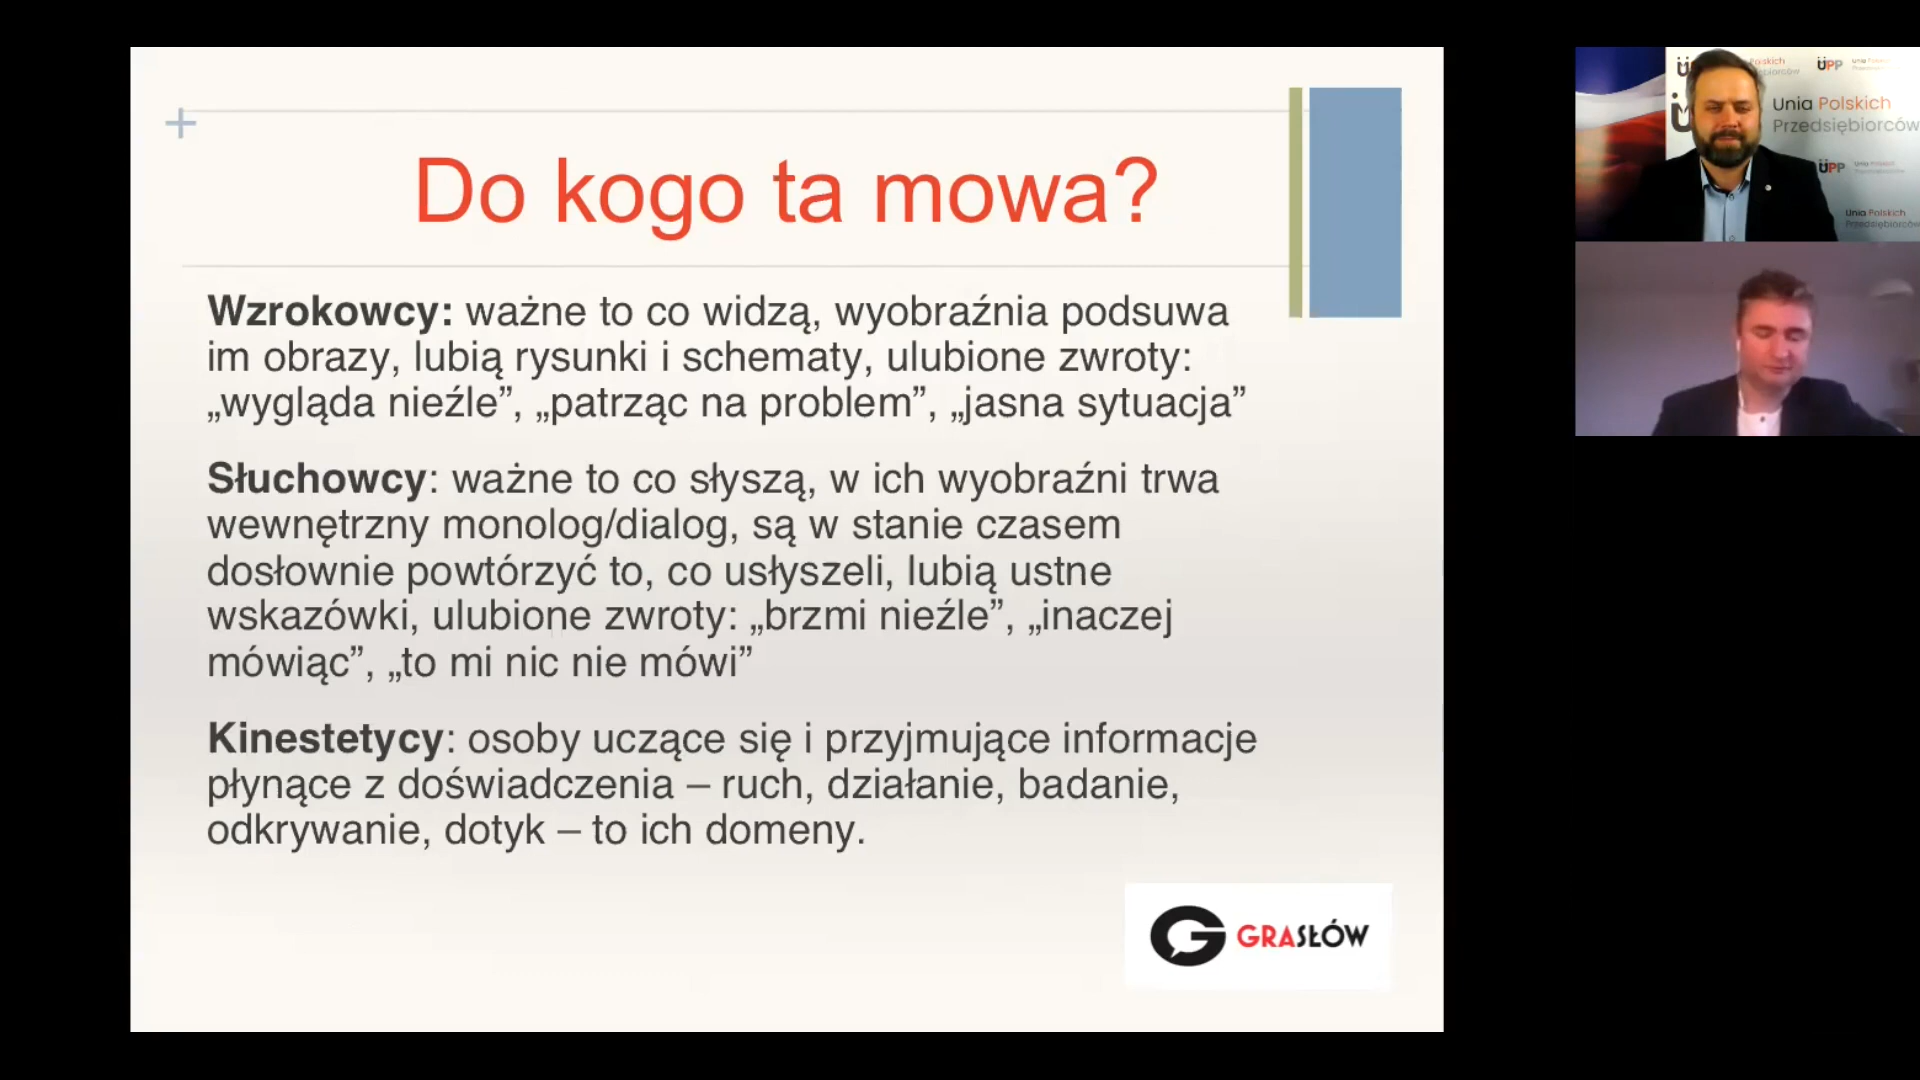 Do kogo ta mowa?
Wzrokowcy: ważne to co widzą, wyobraźnia podsuwa
im obrazy, lubią rysunki i schematy, ulubione zwroty:
„wygląda nieźle”, „patrząc na problem”, „jasna sytuacja”
Słuchowcy: ważne to co słyszą, w ich wyobraźni trwa
wewnętrzny monolog/dialog, są w stanie czasem
dosłownie powtórzyć to, co usłyszeli, lubią ustne
wskazówki, ulubione zwroty: „brzmi nieźle”, „inaczej
mówiąc”, „to mi nic nie mówi”
Kinestetycy: osoby uczące się i przyjmujące informacje
płynące z doświadczenia – ruch, działanie, badanie,
odkrywanie, dotyk – to ich domeny.
GRASŁÓW
UPP
Unia Polskich
Przedsiębiorców
UPP
Unia Polskich
Przedsiębiorców